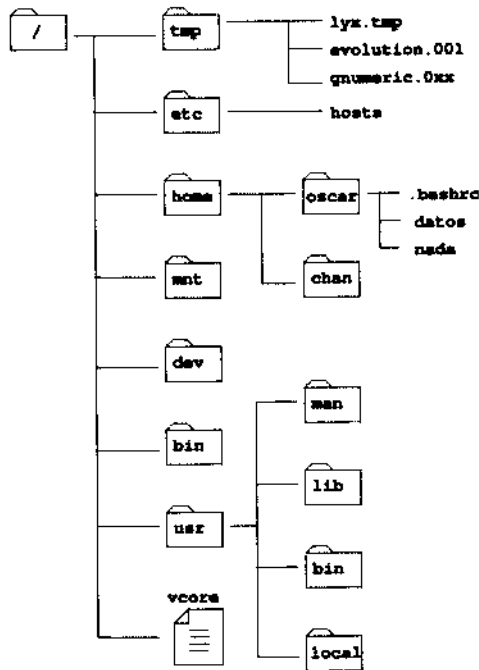 /
tmp
lyx.tmp
evolution.001
gnumeric.0xx
etc
hosts
home
oscar
.bashrc
datos
nada
mnt
chan
dev
man
bin
lib
usr
bin
vcore
local